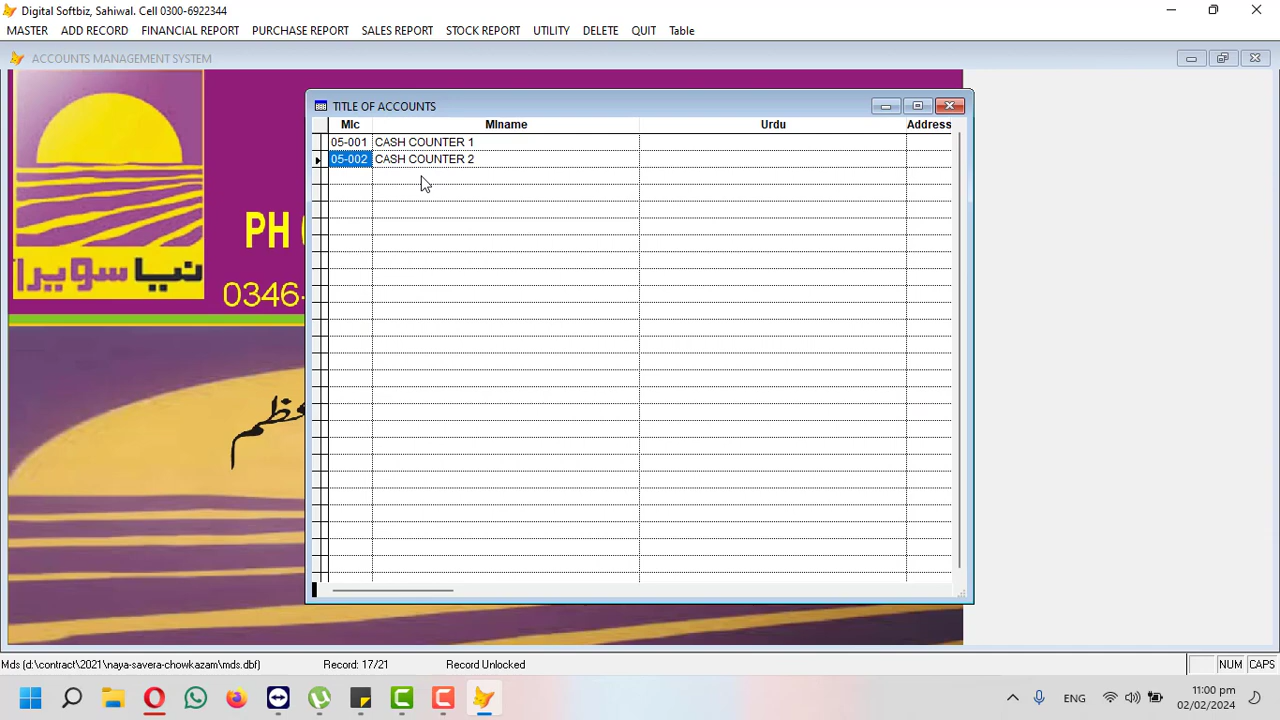 Digital Softbiz, Sahiwal. Cell 0300-6922344
MASTER ADD RECORD FINANCIAL REPORT PURCHASE REPORT SALES REPORT STOCK REPORT UTILITY DELETE QUIT Table
ACCOUNTS MANAGEMENT SYSTEM
TITLE OF ACCOUNTS
Mlc Mlname Urdu Address
05-001 CASH COUNTER 1
05-002 CASH COUNTER 2
PH
نیا سویرا
0346-
عظم
Mds (d:\contract\2021\naya-savera-chowkazam\mds.dbf) Record: 17/21 Record Unlocked NUM CAPS
ENG 11:00 pm
02/02/2024